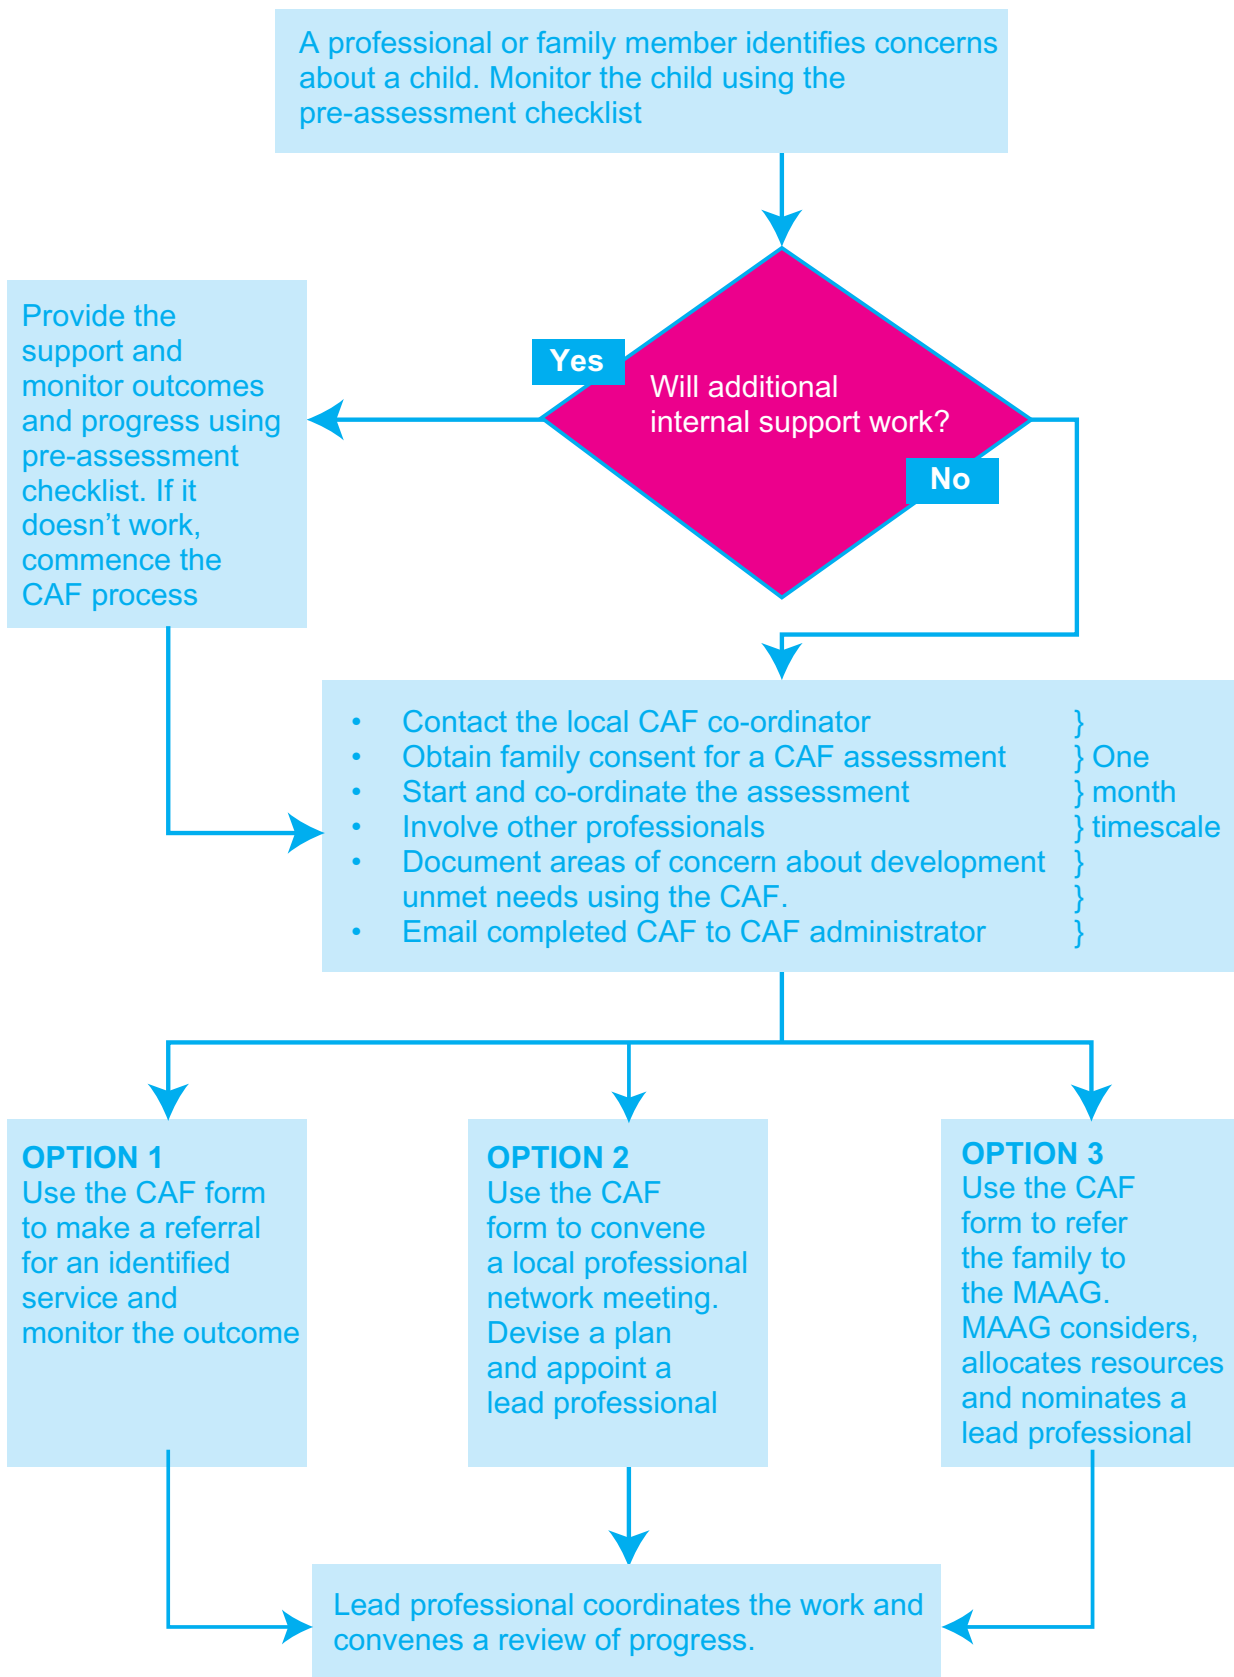 A professional or family member identifies concerns
about a child. Monitor the child using the
pre-assessment checklist
Yes
Will additional
internal support work?
No
Provide the
support and
monitor outcomes
and progress using
pre-assessment
checklist. If it
doesn’t work,
commence the
CAF process
• Contact the local CAF co-ordinator }
• Obtain family consent for a CAF assessment } One
• Start and co-ordinate the assessment } month
• Involve other professionals } timescale
• Document areas of concern about development }
unmet needs using the CAF. }
• Email completed CAF to CAF administrator }
OPTION 1
Use the CAF form
to make a referral
for an identified
service and
monitor the outcome
OPTION 2
Use the CAF
form to convene
a local professional
network meeting.
Devise a plan
and appoint a
lead professional
OPTION 3
Use the CAF
form to refer
the family to
the MAAG.
MAAG considers,
allocates resources
and nominates a
lead professional
Lead professional coordinates the work and
convenes a review of progress.